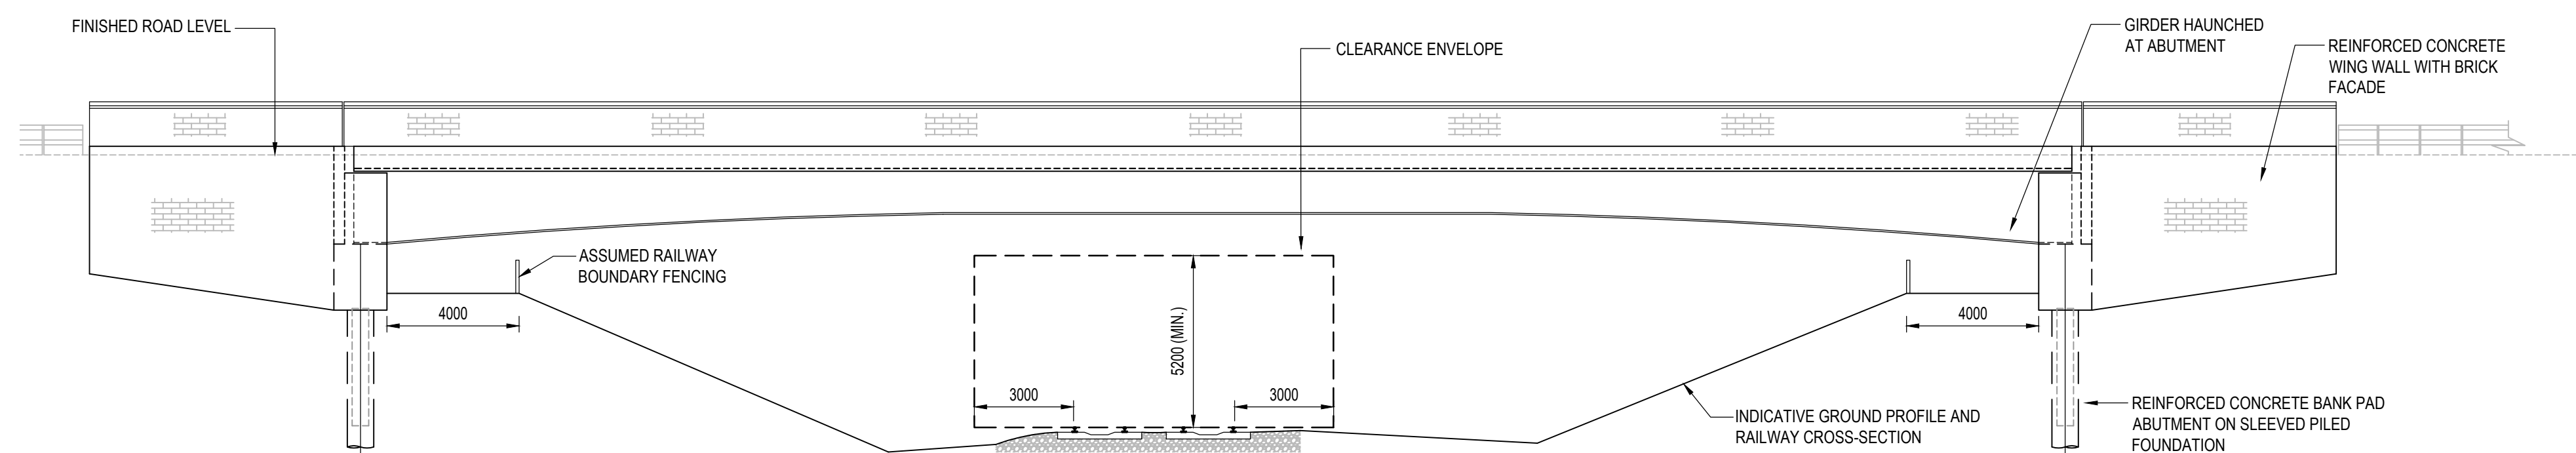 FINISHED ROAD LEVEL
CLEARANCE ENVELOPE
GIRDER HAUNCHED
AT ABUTMENT
REINFORCED CONCRETE
WING WALL WITH BRICK
FACADE
ASSUMED RAILWAY
BOUNDARY FENCING
4000
5200 (MIN.)
4000
3000
3000
INDICATIVE GROUND PROFILE AND
RAILWAY CROSS-SECTION
REINFORCED CONCRETE BANK PAD
ABUTMENT ON SLEEVED PILED
FOUNDATION